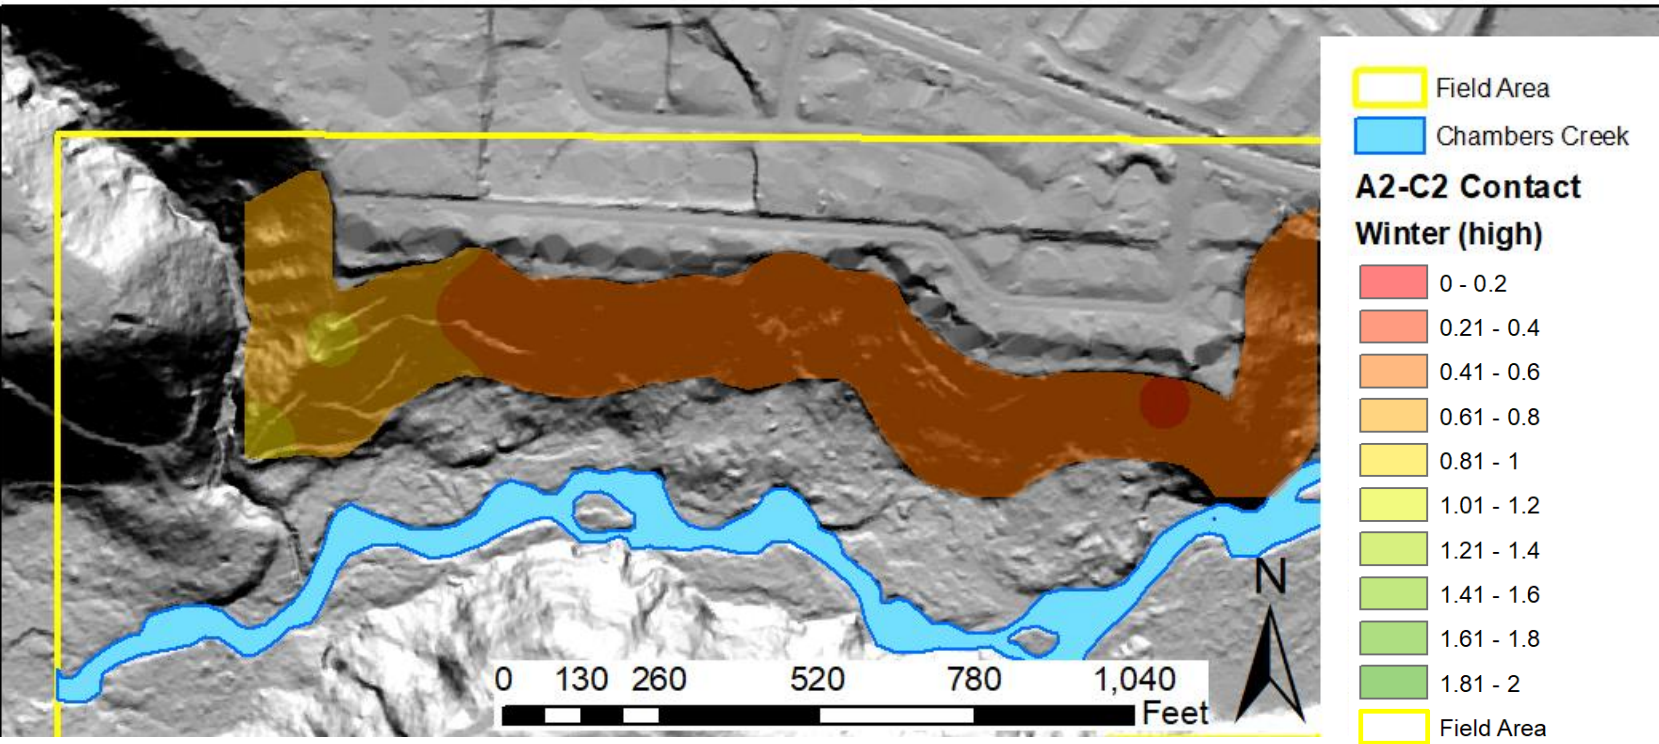 Field Area
Chambers Creek
A2-C2 Contact
Winter (high)
0 - 0.2
0.21 - 0.4
0.41 - 0.6
0.61 - 0.8
0.81 - 1
1.01 - 1.2
1.21 - 1.4
1.41 - 1.6
1.61 - 1.8
1.81 - 2
Field Area
N
0 130 260 520 780 1,040
Feet